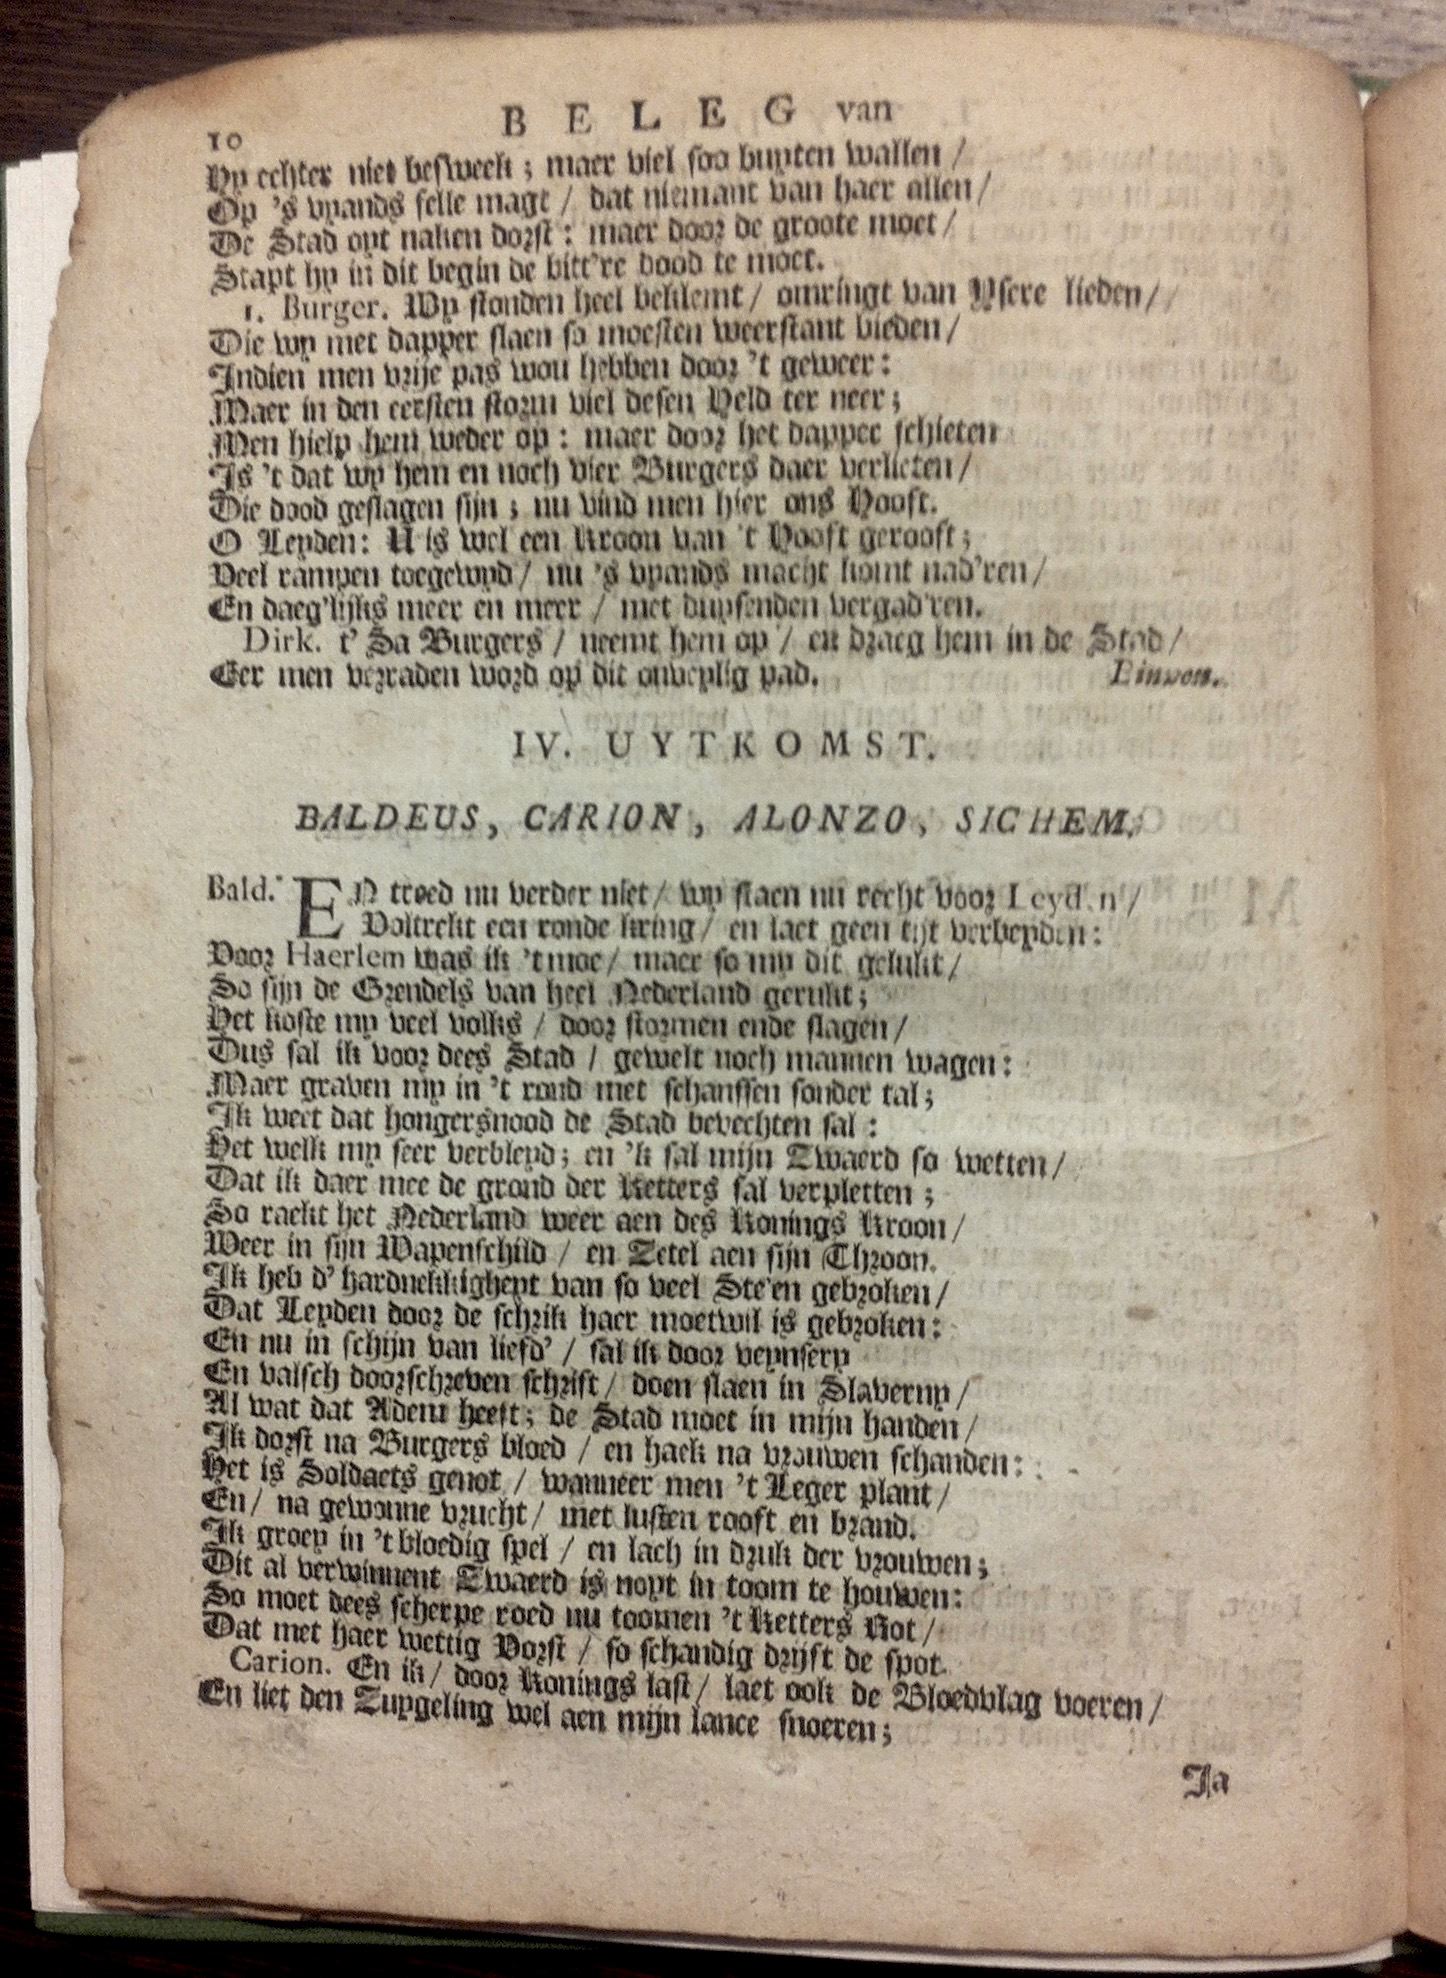 10
BELEG van
Hy echter niet besweek; maer viel soo buyten wallen /
Op 's vyands felle magt / dat niemant van haer allen /
De Stad oyt naken dorst: maer door de groote moet /
Stapt hy in dit begin de bitt're dood te moet.
1. Burger. Wy stonden heel beklemt / omringt van Ysere lieden /
Die wy met dapper slaen so moesten weerstant bieden /
Indien men vrije pas wou hebben door 't geweer:
Maer in den eersten storm viel desen Held ter neer;
Men hielp hem weder op: maer door het dapper schieten
Is 't dat wy hem en noch vier Burgers daer verlieten /
Die dood geslagen sijn; nu vind men hier ons Hooft.
O Leyden: U is wel een Kroon van 't Hooft gerooft;
Veel rampen toegewyd / nu 's vyands macht komt nad'ren /
En daeg'lijks meer en meer / met duysenden vergad'ren.
Dirk. t' Sa Burgers / neemt hem op / en draeg hem in de Stad /
Eer men verraden word op dit onveylig pad. Binnen.
IV. UYTKOMST.
BALDEUS, CARION, ALONZO, SICHEM.
Bald. EN treed nu verder niet / wy staen nu recht voor Leyden /
Voltrekt een ronde kring / en laet geen tijt verbeyden:
Voor Haerlem was ik 't moe / maer so my dit gelukt /
So sijn de Grendels van heel Nederland gerukt;
Het koste my veel volks / door stormen ende slagen /
Dus sal ik voor dees Stad / gewelt noch mannen wagen:
Maer graven my in 't rond met schanssen sonder tal;
Ik weet dat hongersnood de Stad bevechten sal:
Het welk my seer verbleyd; en 'k sal mijn Zwaerd so wetten /
Dat ik daer mee de grond der Ketters sal verpletten;
So raekt het Nederland weer aen des Konings Kroon /
Weer in sijn Wapenschild / en Zetel aen sijn Throon.
Ik heb d' hardnekkigheyt van so veel Ste'en gebroken /
Dat Leyden door de schrik haer moetwil is gebroken:
En nu in schijn van liefd' / sal ik door veynsery
En valsch doorschreven schrift / doen staen in Slaverny /
Al wat dat Adem heeft; de Stad moet in mijn handen /
Ik dorst na Burgers bloed / en haek na vrouwen schanden:
Het is Soldaets genot / wanneer men 't Leger plant /
En / na gewonne vrucht / met lusten rooft en brand.
Ik groey in 't bloedig spel / en lach in druk der vrouwen;
Dit al verwinnent Zwaerd is noyt in toom te houwen:
So moet dees scherpe roed nu toomen 't Ketters Rot /
Dat met haer wettig Vorst / so schandig drijft de spot.
Carion. En ik / door Konings last / laet ook de Bloedvlag voeren /
En liet den Zuygeling wel aen mijn lance snoeren;
Ja